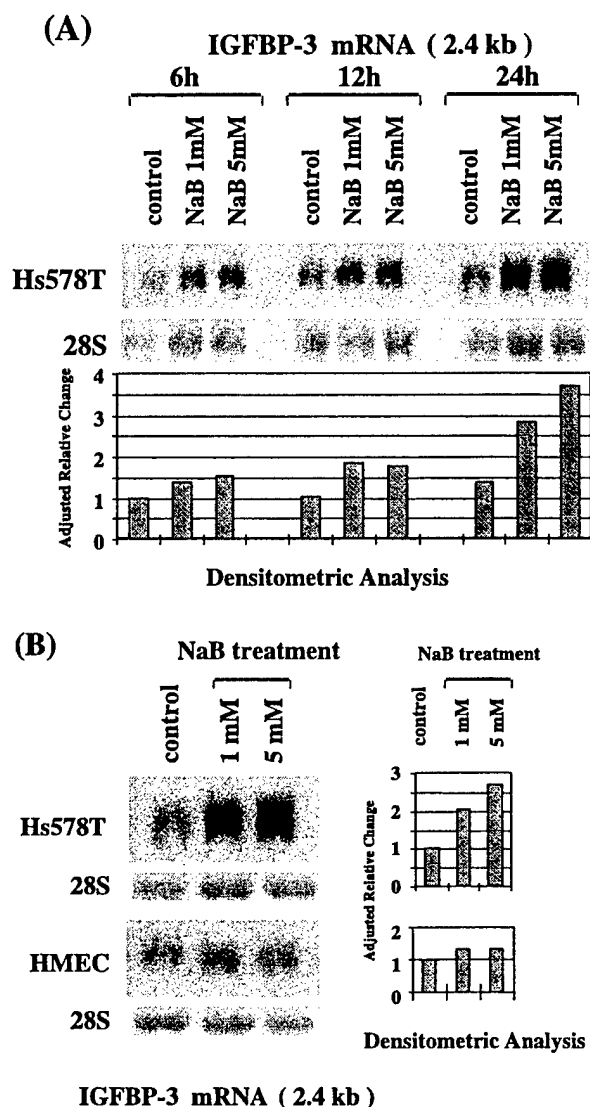 (A)
IGFBP-3 mRNA ( 2.4 kb )
6h 12h 24h
control NaB 1mM NaB 5mM control NaB 1mM NaB 5mM control NaB 1mM NaB 5mM
Hs578T
28S
Adjusted Relative Change
4
3
2
1
0
Densitometric Analysis
(B)
NaB treatment
control 1 mM 5 mM
Hs578T
28S
HMEC
28S
NaB treatment
control 1 mM 5 mM
Adjusted Relative Change
3
2
1
0
2
1
0
Densitometric Analysis
IGFBP-3 mRNA ( 2.4 kb )